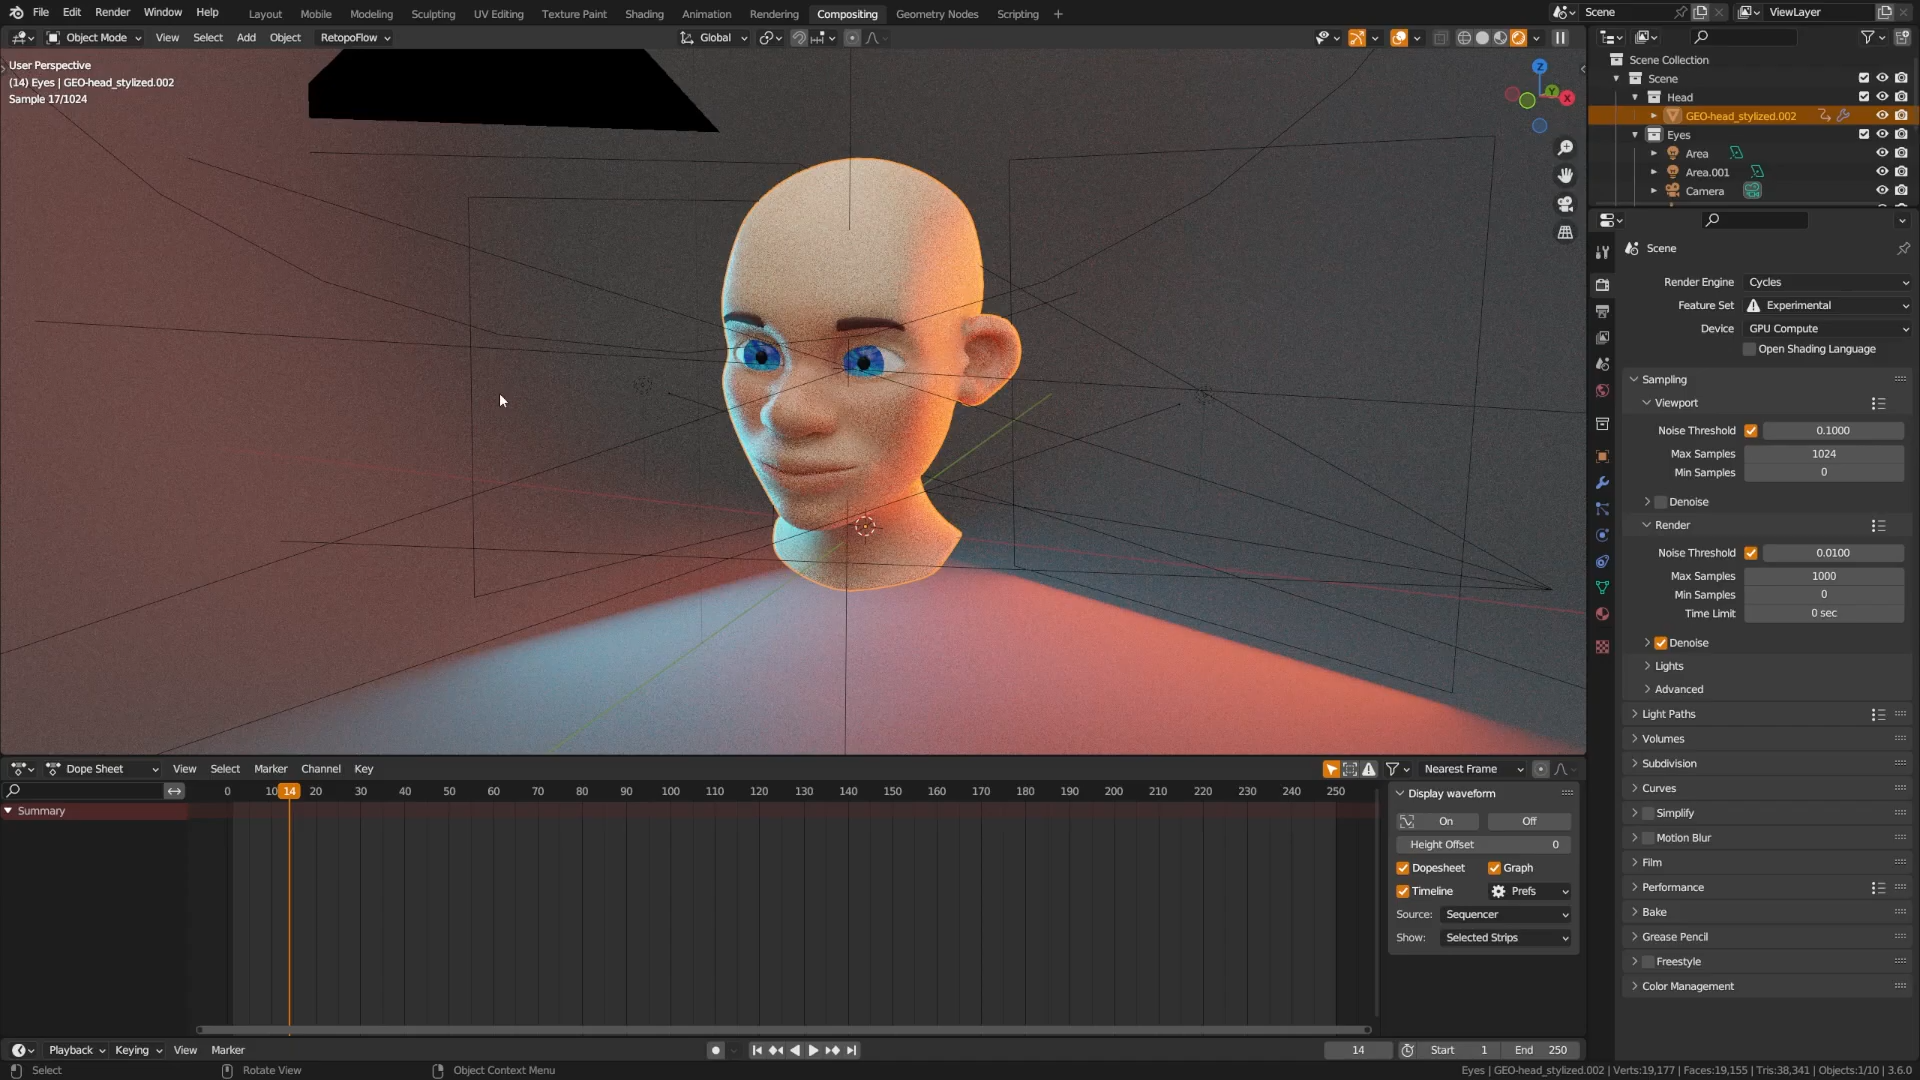 File Edit Render Window Help Layout Mobile Modeling Sculpting UV Editing Texture Paint Shading Animation Rendering Compositing Geometry Nodes Scripting + Scene ViewLayer
Object Mode View Select Add Object RetopoFlow Global
User Perspective
(14) Eyes | GEO-head_stylized.002
Sample 17/1024
Z
Y
X
Scene Collection
Scene
Head
GEO-head_stylized.002
Eyes
Area
Area.001
Camera
Scene
Render Engine Cycles
Feature Set Experimental
Device GPU Compute
Open Shading Language
Sampling
Viewport
Noise Threshold 0.1000
Max Samples 1024
Min Samples 0
Denoise
Render
Noise Threshold 0.0100
Max Samples 1000
Min Samples 0
Time Limit 0 sec
Denoise
Lights
Advanced
Light Paths
Volumes
Subdivision
Curves
Simplify
Motion Blur
Film
Performance
Bake
Grease Pencil
Freestyle
Color Management
Dope Sheet View Select Marker Channel Key Nearest Frame
0 10 14 20 30 40 50 60 70 80 90 100 110 120 130 140 150 160 170 180 190 200 210 220 230 240 250
Summary
Display waveform
On Off
Height Offset 0
Dopesheet Graph
Timeline Prefs
Source: Sequencer
Show: Selected Strips
Playback Keying View Marker 14 Start 1 End 250
Select Rotate View Object Context Menu Eyes | GEO-head_stylized.002 | Verts:19,177 | Faces:19,155 | Tris:38,341 | Objects:1/10 | 3.6.0